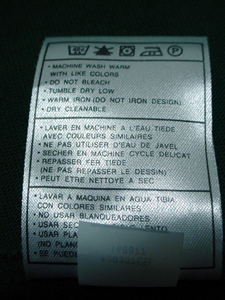 • MACHINE WASH WARM
WITH LIKE COLORS
• DO NOT BLEACH
• TUMBLE DRY LOW
• WARM IRON (DO NOT IRON DESIGN)
• DRY CLEANABLE
• LAVER EN MACHINE A L'EAU TIEDE
AVEC COULEURS SIMILAIRES
• NE PAS UTILISER D'EAU DE JAVEL
• SECHER EN MACHINE CYCLE DELICAT
• REPASSER FER TIEDE
(NE PAS REPASSER LE DESSIN)
• PEUT ÊTRE NETTOYÉ A SEC
• LAVAR A MAQUINA EN AGUA TIBIA
CON COLORES SIMILARES
• NO USAR BLANQUEADORES
• USAR LENTO
• USAR PLA
(NO PLANC